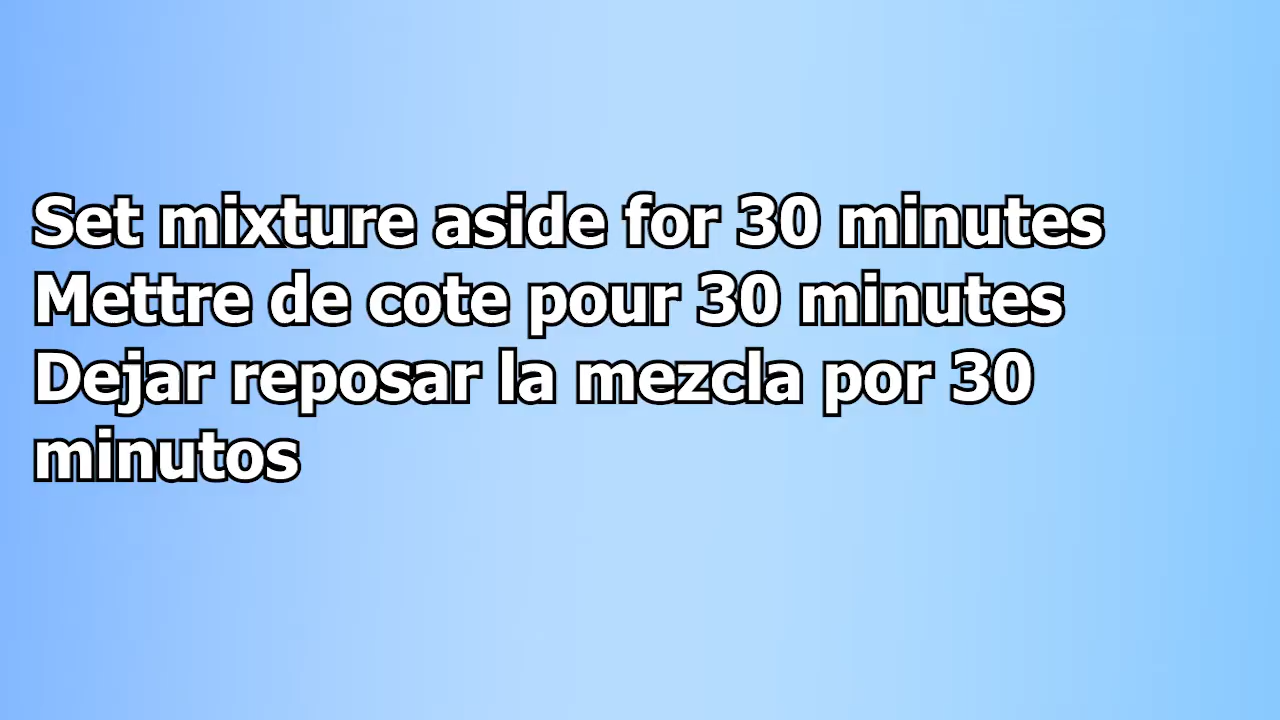 Set mixture aside for 30 minutes
Mettre de cote pour 30 minutes
Dejar reposar la mezcla por 30
minutos